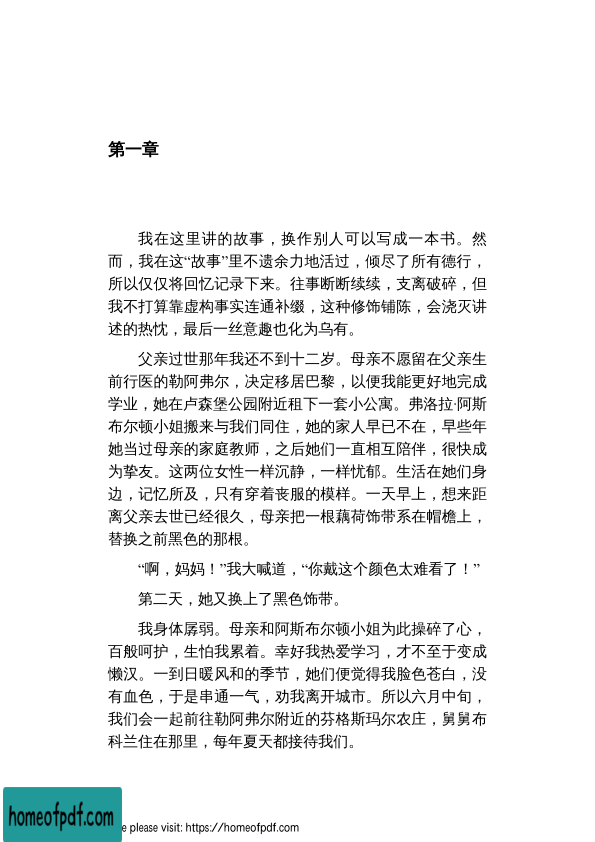 第一章
我在这里讲的故事，换作别人可以写成一本书。然
而，我在这“故事”里不遗余力地活过，倾尽了所有德行，
所以仅仅将回忆记录下来。往事断断续续，支离破碎，但
我不打算靠虚构事实连通补缀，这种修饰铺陈，会浇灭讲
述的热忱，最后一丝意趣也化为乌有。
父亲过世那年我还不到十二岁。母亲不愿留在父亲生
前行医的勒阿弗尔，决定移居巴黎，以便我能更好地完成
学业，她在卢森堡公园附近租下一套小公寓。弗洛拉·阿斯
布尔顿小姐搬来与我们同住，她的家人早已不在，早些年
她当过母亲的家庭教师，之后她们一直相互陪伴，很快成
为挚友。这两位女性一样沉静，一样忧郁。生活在她们身
边，记忆所及，只有穿着丧服的模样。一天早上，想来距
离父亲去世已经很久，母亲把一根藕荷饰带系在帽檐上，
替换之前黑色的那根。
“啊，妈妈！”我大喊道，“你戴这个颜色太难看了！”
第二天，她又换上了黑色饰带。
我身体孱弱。母亲和阿斯布尔顿小姐为此操碎了心，
百般呵护，生怕我累着。幸好我热爱学习，才不至于变成
懒汉。一到日暖风和的季节，她们便觉得我脸色苍白，没
有血色，于是串通一气，劝我离开城市。所以六月中旬，
我们会一起前往勒阿弗尔附近的芬格斯玛尔农庄，舅舅布
科兰住在那里，每年夏天都接待我们。
homeofpdf.com
e please visit: https://homeofpdf.com